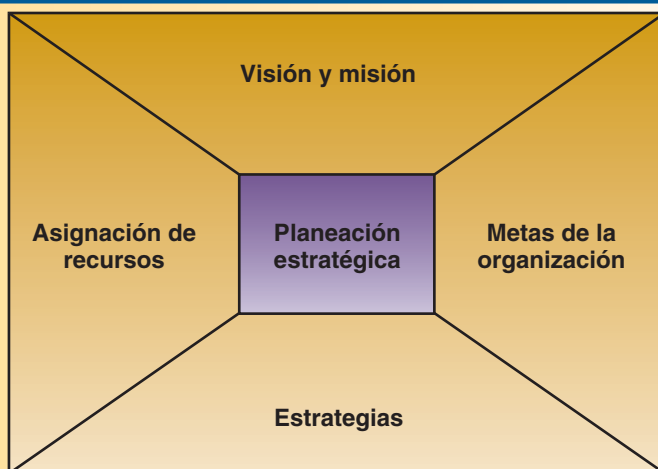 Visión y misión
Asignación de
recursos
Planeación
estratégica
Metas de la
organización
Estrategias